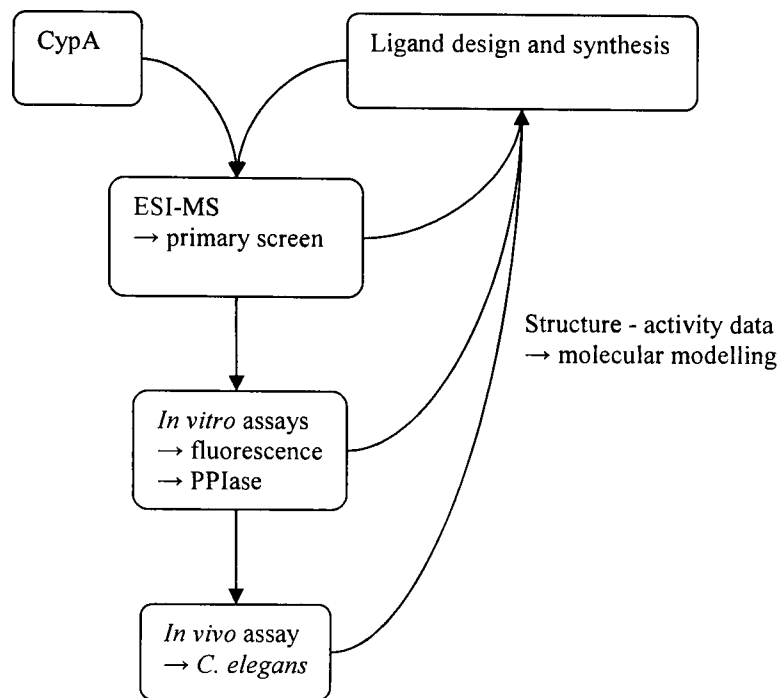 CypA
Ligand design and synthesis
ESI-MS
→ primary screen
Structure - activity data
→ molecular modelling
In vitro assays
→ fluorescence
→ PPIase
In vivo assay
→ C. elegans